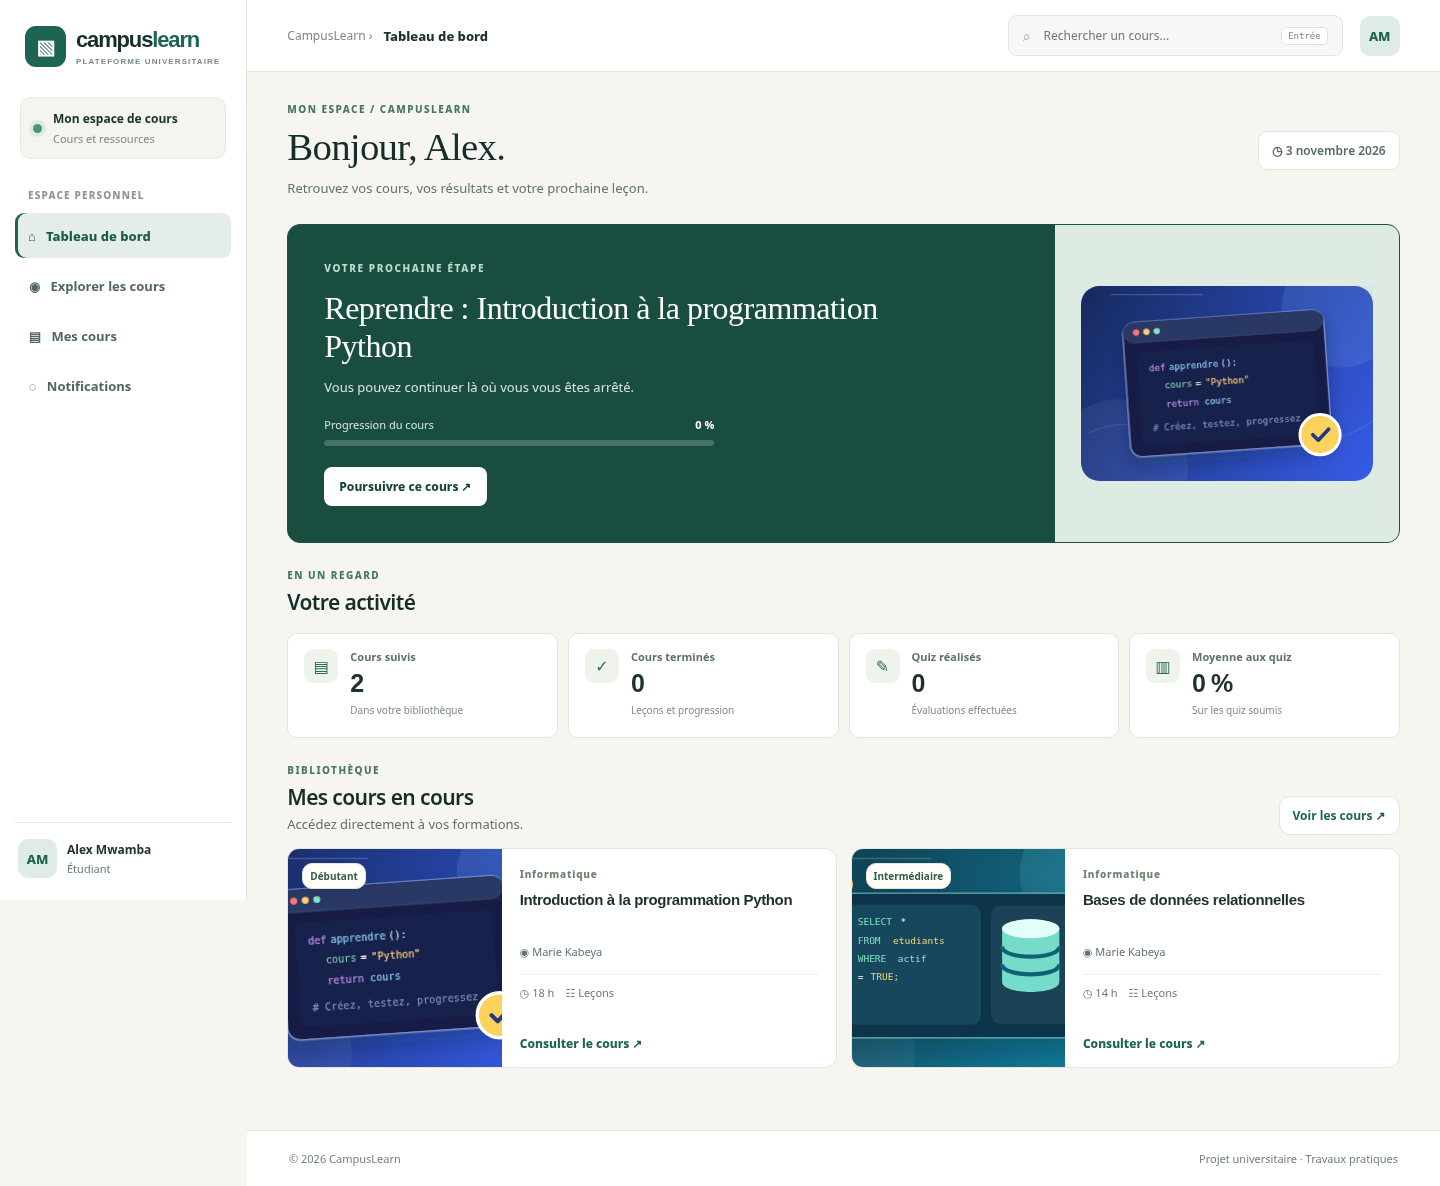 campuslearn
PLATEFORME UNIVERSITAIRE
Mon espace de cours
Cours et ressources
ESPACE PERSONNEL
Tableau de bord
Explorer les cours
Mes cours
Notifications
AM
Alex Mwamba
Étudiant
CampusLearn › Tableau de bord
Rechercher un cours...
Entrée
AM
MON ESPACE / CAMPUSLEARN
Bonjour, Alex.
Retrouvez vos cours, vos résultats et votre prochaine leçon.
3 novembre 2026
VOTRE PROCHAINE ÉTAPE
Reprendre : Introduction à la programmation
Python
Vous pouvez continuer là où vous vous êtes arrêté.
Progression du cours 0 %
Poursuivre ce cours ↗
def apprendre():
cours = "Python"
return cours
# Créez, testez, progressez
EN UN REGARD
Votre activité
Cours suivis
2
Dans votre bibliothèque
Cours terminés
0
Leçons et progression
Quiz réalisés
0
Évaluations effectuées
Moyenne aux quiz
0 %
Sur les quiz soumis
BIBLIOTHÈQUE
Mes cours en cours
Accédez directement à vos formations.
Voir les cours ↗
Débutant
def apprendre():
cours = "Python"
return cours
# Créez, testez, progressez
Informatique
Introduction à la programmation Python
Marie Kabeya
18 h Leçons
Consulter le cours ↗
Intermédiaire
SELECT *
FROM etudiants
WHERE actif
= TRUE;
Informatique
Bases de données relationnelles
Marie Kabeya
14 h Leçons
Consulter le cours ↗
© 2026 CampusLearn
Projet universitaire · Travaux pratiques